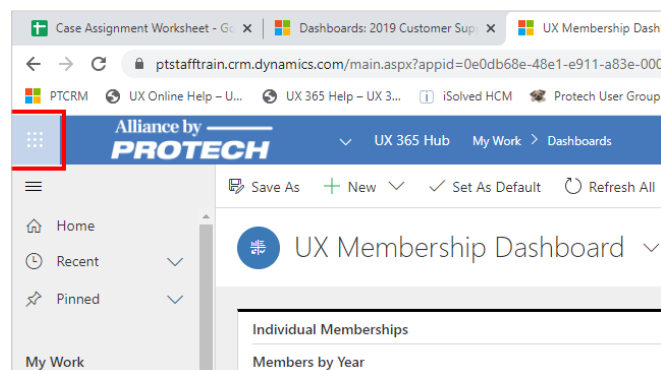 Case Assignment Worksheet - Go
Dashboards: 2019 Customer Sup
UX Membership Dash
ptstafftrain.crm.dynamics.com/main.aspx?appid=0e0db68e-48e1-e911-a83e-000
PTCRM
UX Online Help – U...
UX 365 Help – UX 3...
iSolved HCM
Protech User Group
Alliance by
PROTECH
UX 365 Hub
My Work > Dashboards
Save As
New
Set As Default
Refresh All
Home
Recent
Pinned
My Work
UX Membership Dashboard
Individual Memberships
Members by Year